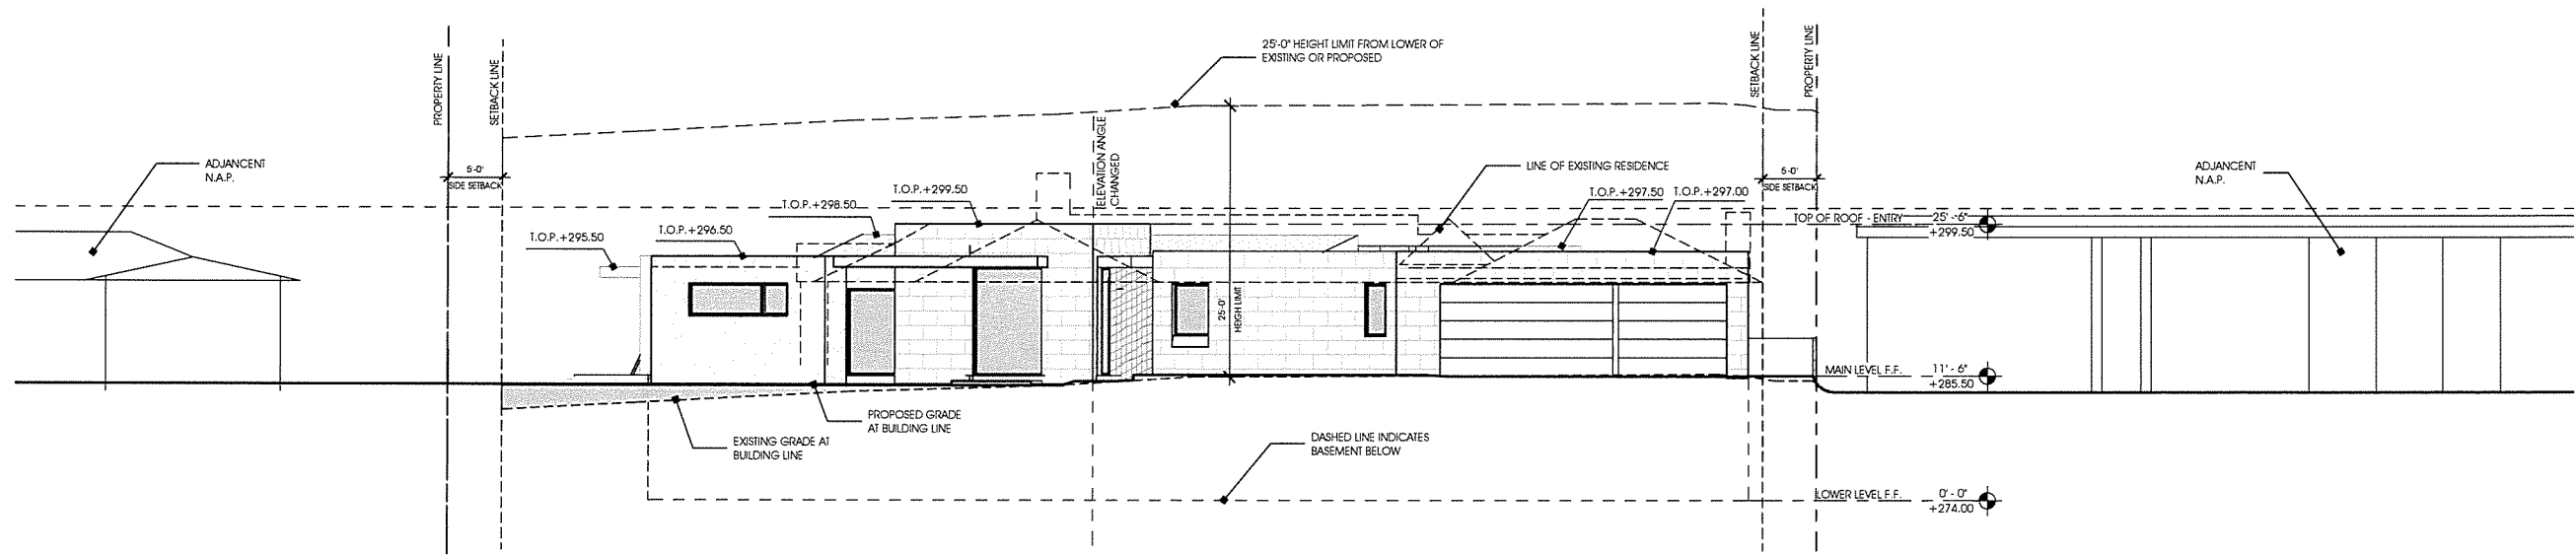 25'-0" HEIGHT LIMIT FROM LOWER OF
EXISTING OR PROPOSED
PROPERTY LINE
SETBACK LINE
SETBACK LINE
PROPERTY LINE
ADJANCENT
N.A.P.
5'-0"
SIDE SETBACK
ELEVATION ANGLE
CHANGED
LINE OF EXISTING RESIDENCE
5'-0"
SIDE SETBACK
ADJANCENT
N.A.P.
T.O.P.+295.50
T.O.P.+296.50
T.O.P.+298.50
T.O.P.+299.50
T.O.P.+297.50
T.O.P.+297.00
TOP OF ROOF - ENTRY
25' - 6"
+299.50
25'-0"
HEIGH LIMIT
MAIN LEVEL F.F.
11' - 6"
+285.50
PROPOSED GRADE
AT BUILDING LINE
EXISTING GRADE AT
BUILDING LINE
DASHED LINE INDICATES
BASEMENT BELOW
LOWER LEVEL F.F.
0' - 0"
+274.00